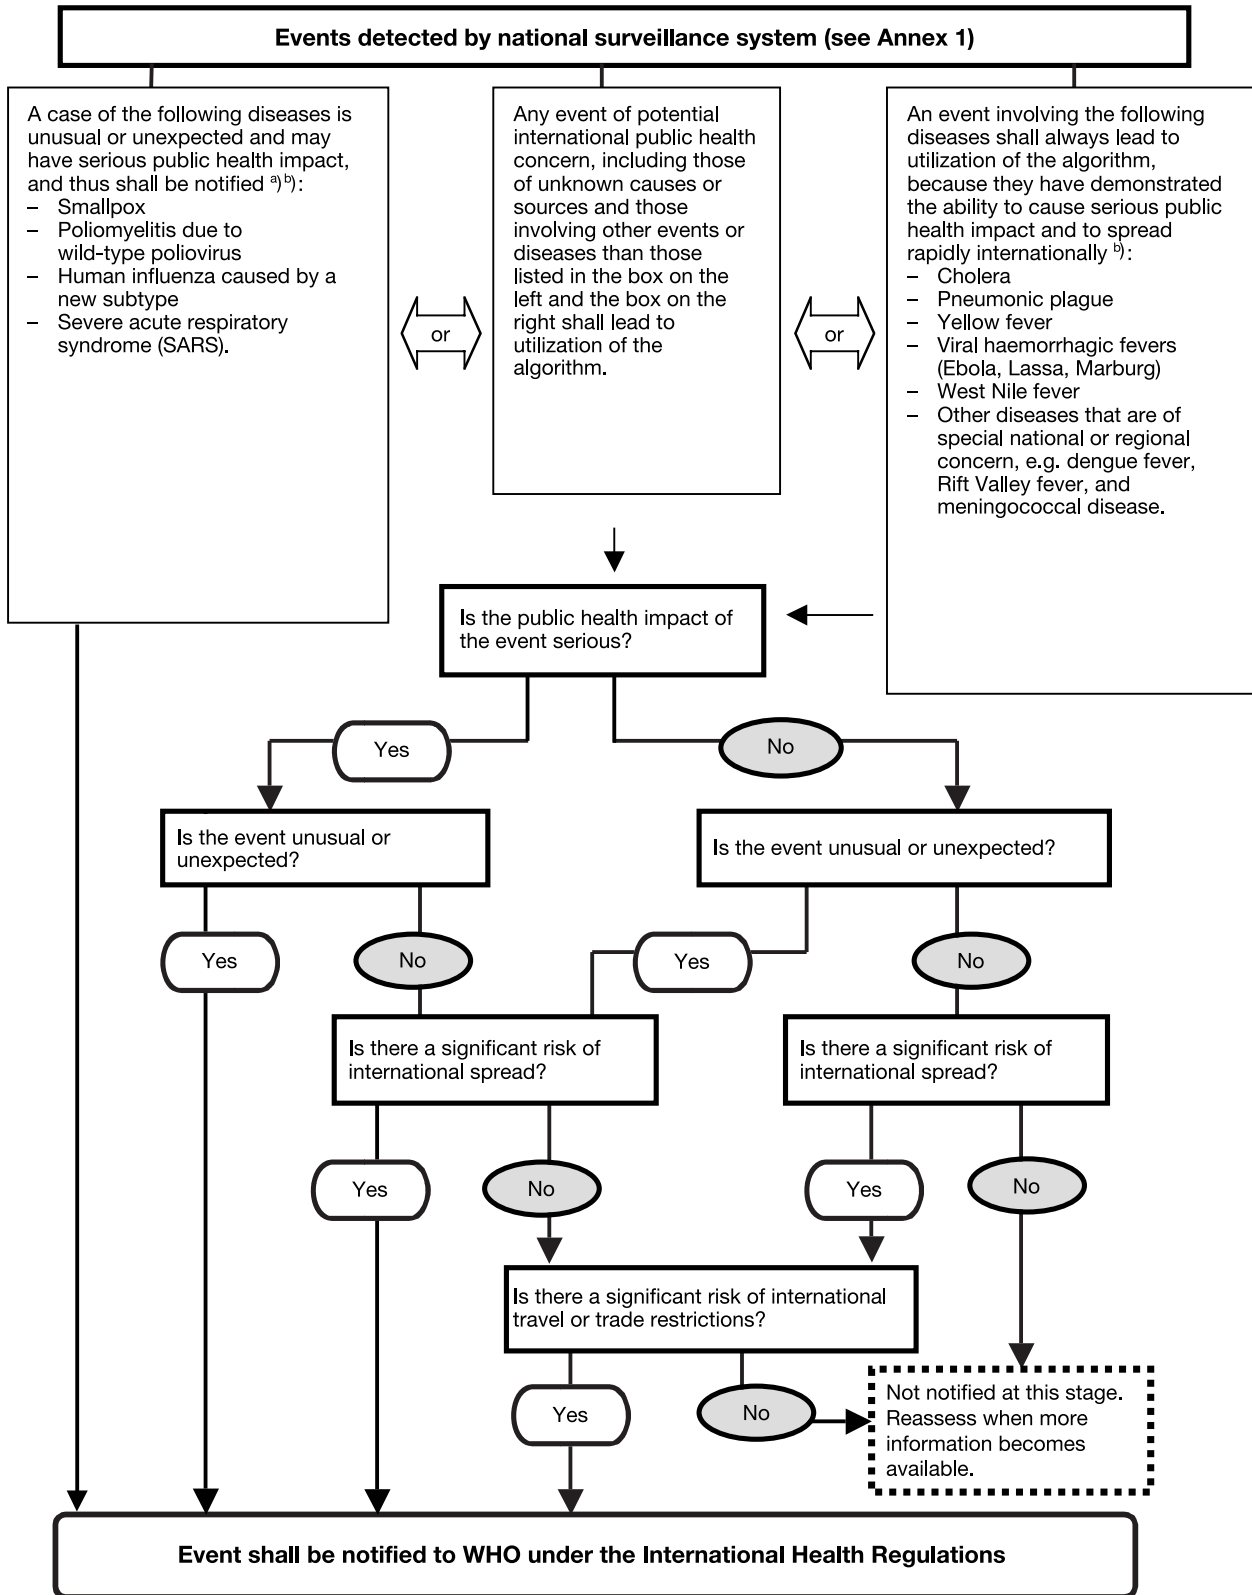 Events detected by national surveillance system (see Annex 1)
A case of the following diseases is
unusual or unexpected and may
have serious public health impact,
and thus shall be notified a) b):
– Smallpox
– Poliomyelitis due to
wild-type poliovirus
– Human influenza caused by a
new subtype
– Severe acute respiratory
syndrome (SARS).
or
Any event of potential
international public health
concern, including those
of unknown causes or
sources and those
involving other events or
diseases than those
listed in the box on the
left and the box on the
right shall lead to
utilization of the
algorithm.
or
An event involving the following
diseases shall always lead to
utilization of the algorithm,
because they have demonstrated
the ability to cause serious public
health impact and to spread
rapidly internationally b):
– Cholera
– Pneumonic plague
– Yellow fever
– Viral haemorrhagic fevers
(Ebola, Lassa, Marburg)
– West Nile fever
– Other diseases that are of
special national or regional
concern, e.g. dengue fever,
Rift Valley fever, and
meningococcal disease.
Is the public health impact of
the event serious?
Yes
No
Is the event unusual or
unexpected?
Is the event unusual or unexpected?
Yes
No
Yes
No
Is there a significant risk of
international spread?
Is there a significant risk of
international spread?
Yes
No
Yes
No
Is there a significant risk of international
travel or trade restrictions?
Yes
No
Not notified at this stage.
Reassess when more
information becomes
available.
Event shall be notified to WHO under the International Health Regulations